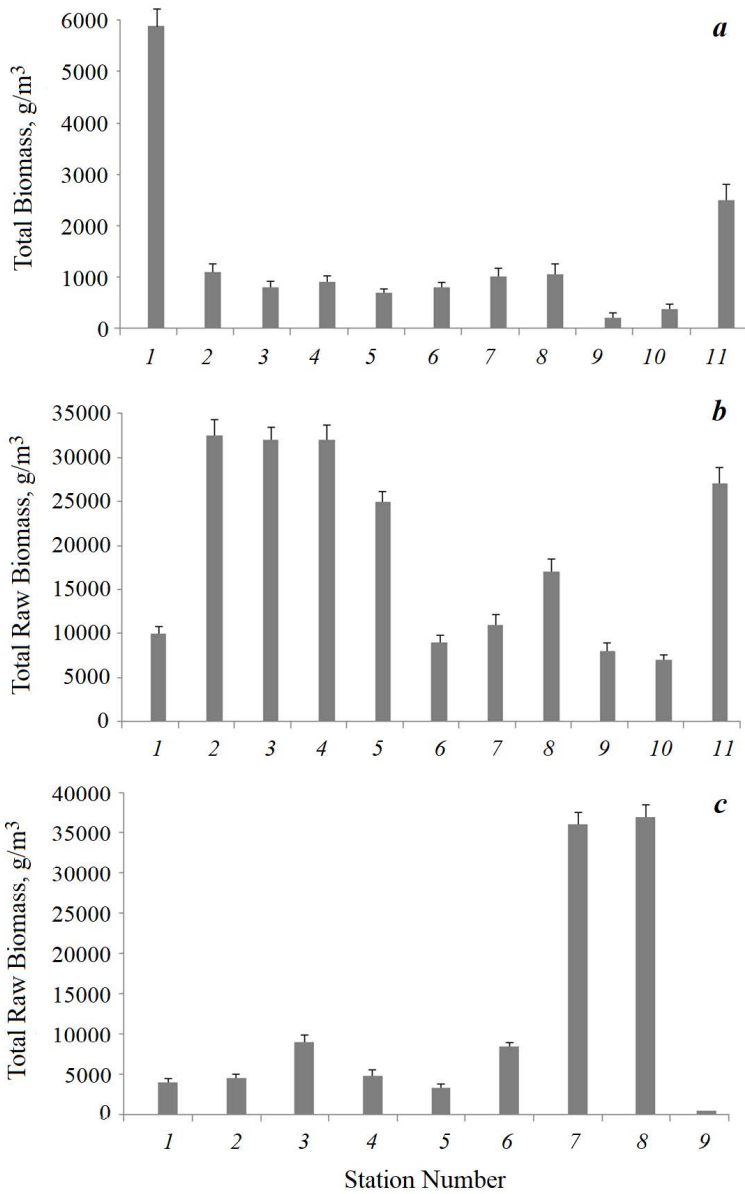 a
Total Biomass, g/m³
6000
5000
4000
3000
2000
1000
0
1 2 3 4 5 6 7 8 9 10 11
b
Total Raw Biomass, g/m³
35000
30000
25000
20000
15000
10000
5000
0
1 2 3 4 5 6 7 8 9 10 11
c
Total Raw Biomass, g/m³
40000
35000
30000
25000
20000
15000
10000
5000
0
1 2 3 4 5 6 7 8 9
Station Number